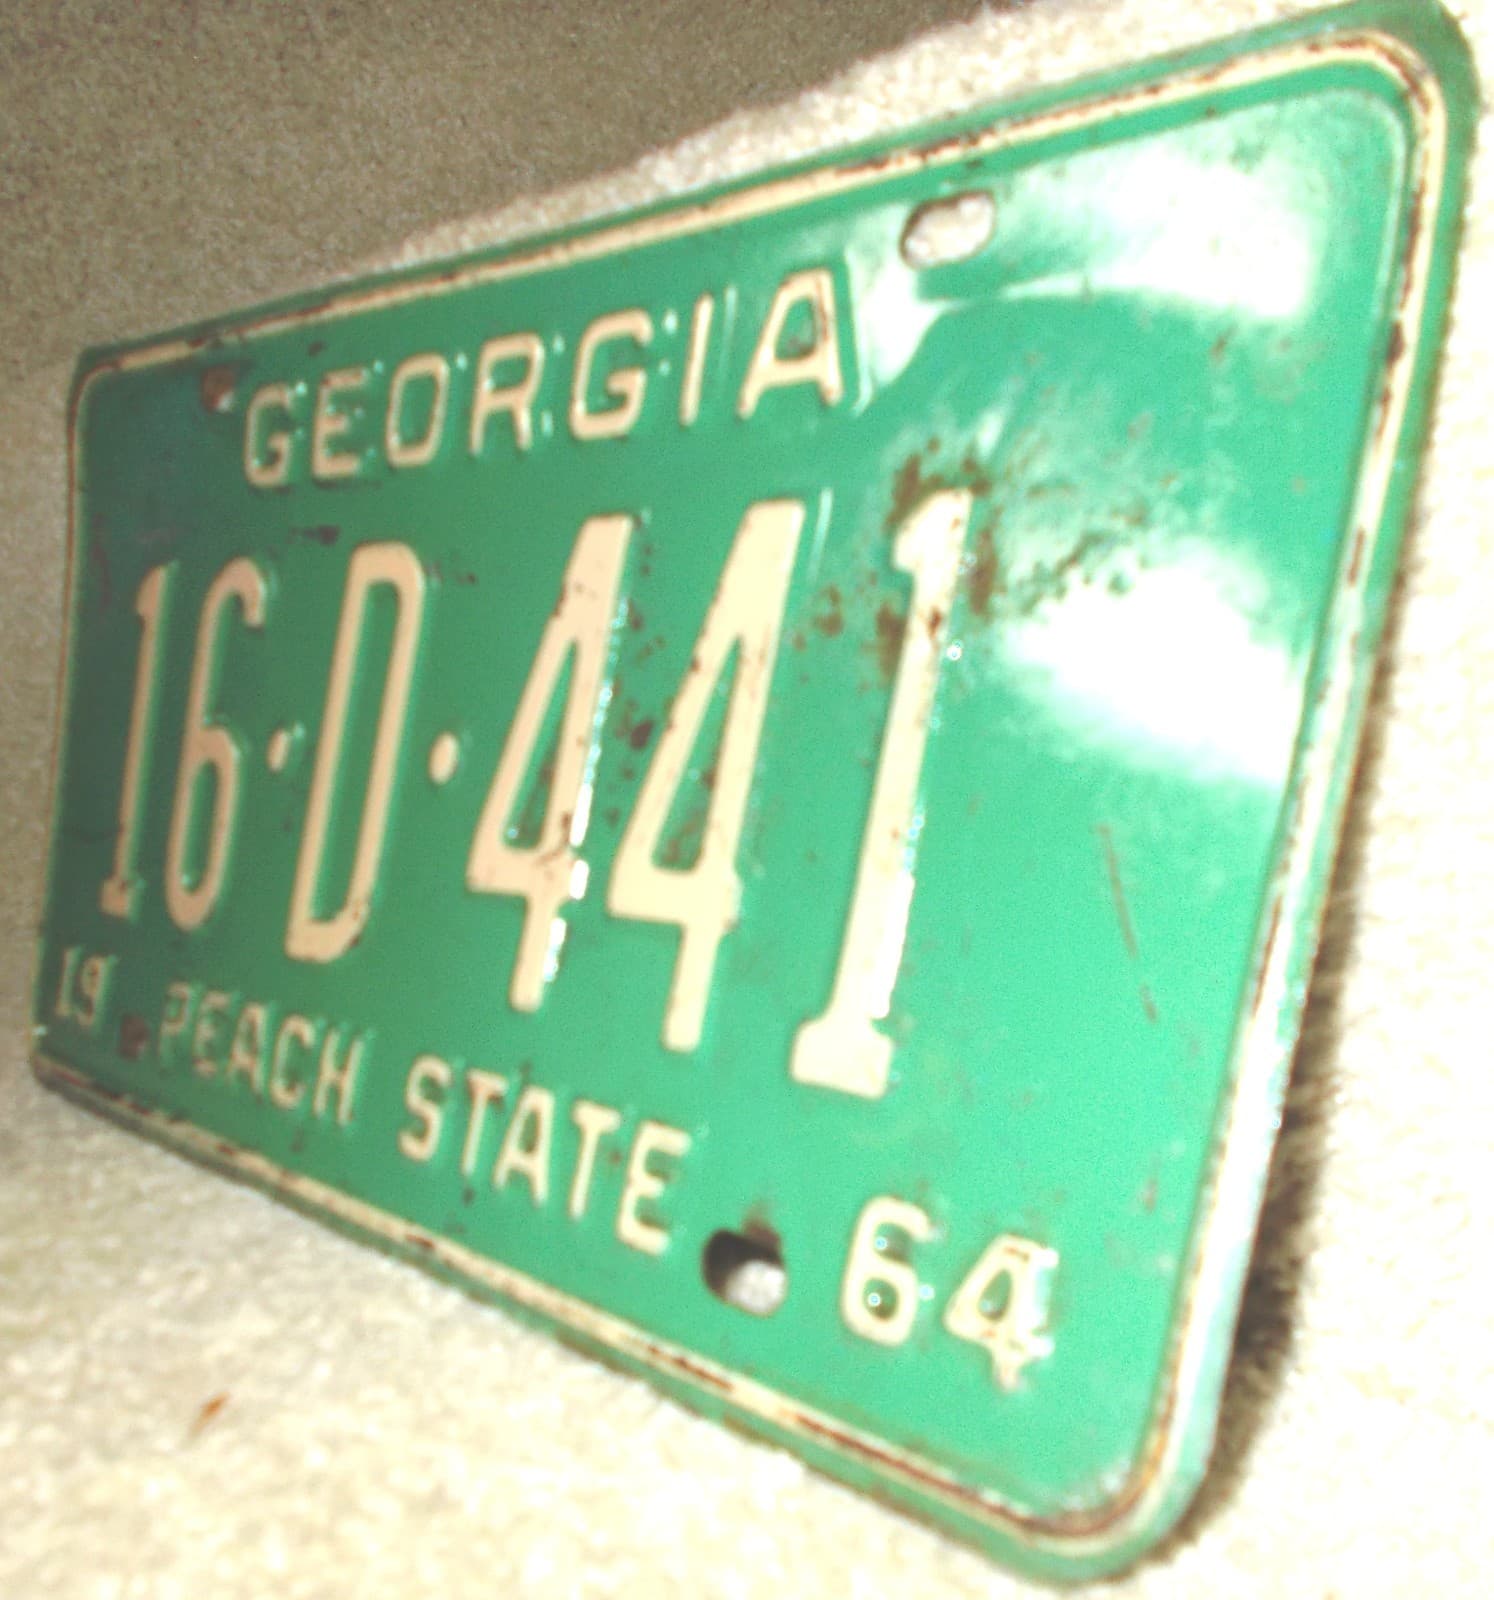 GEORGIA
16·D·441
19 PEACH STATE 64